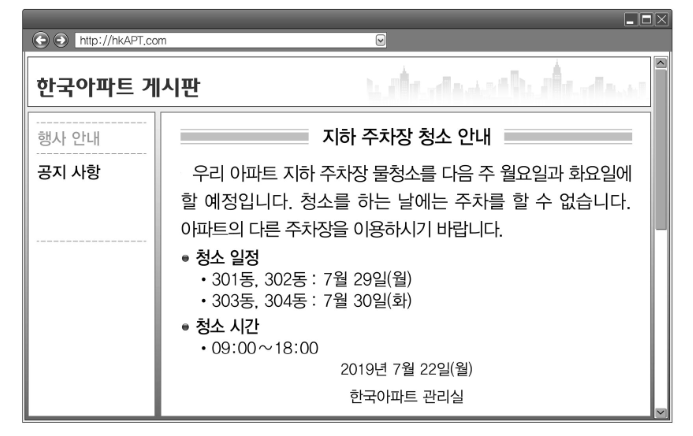 http://hkAPT.com
한국아파트 게시판
행사 안내
공지 사항
지하 주차장 청소 안내
우리 아파트 지하 주차장 물청소를 다음 주 월요일과 화요일에
할 예정입니다. 청소를 하는 날에는 주차를 할 수 없습니다.
아파트의 다른 주차장을 이용하시기 바랍니다.
• 청소 일정
• 301동, 302동 : 7월 29일(월)
• 303동, 304동 : 7월 30일(화)
• 청소 시간
• 09:00～18:00
2019년 7월 22일(월)
한국아파트 관리실